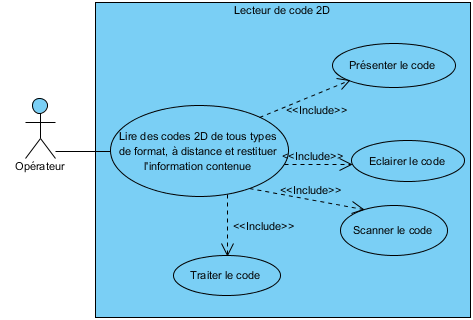 Lecteur de code 2D
Présenter le code
<<Include>>
Lire des codes 2D de tous types
de format, à distance et restituer
l'information contenue
<<Include>>
Eclairer le code
Opérateur
<<Include>>
<<Include>>
Scanner le code
Traiter le code